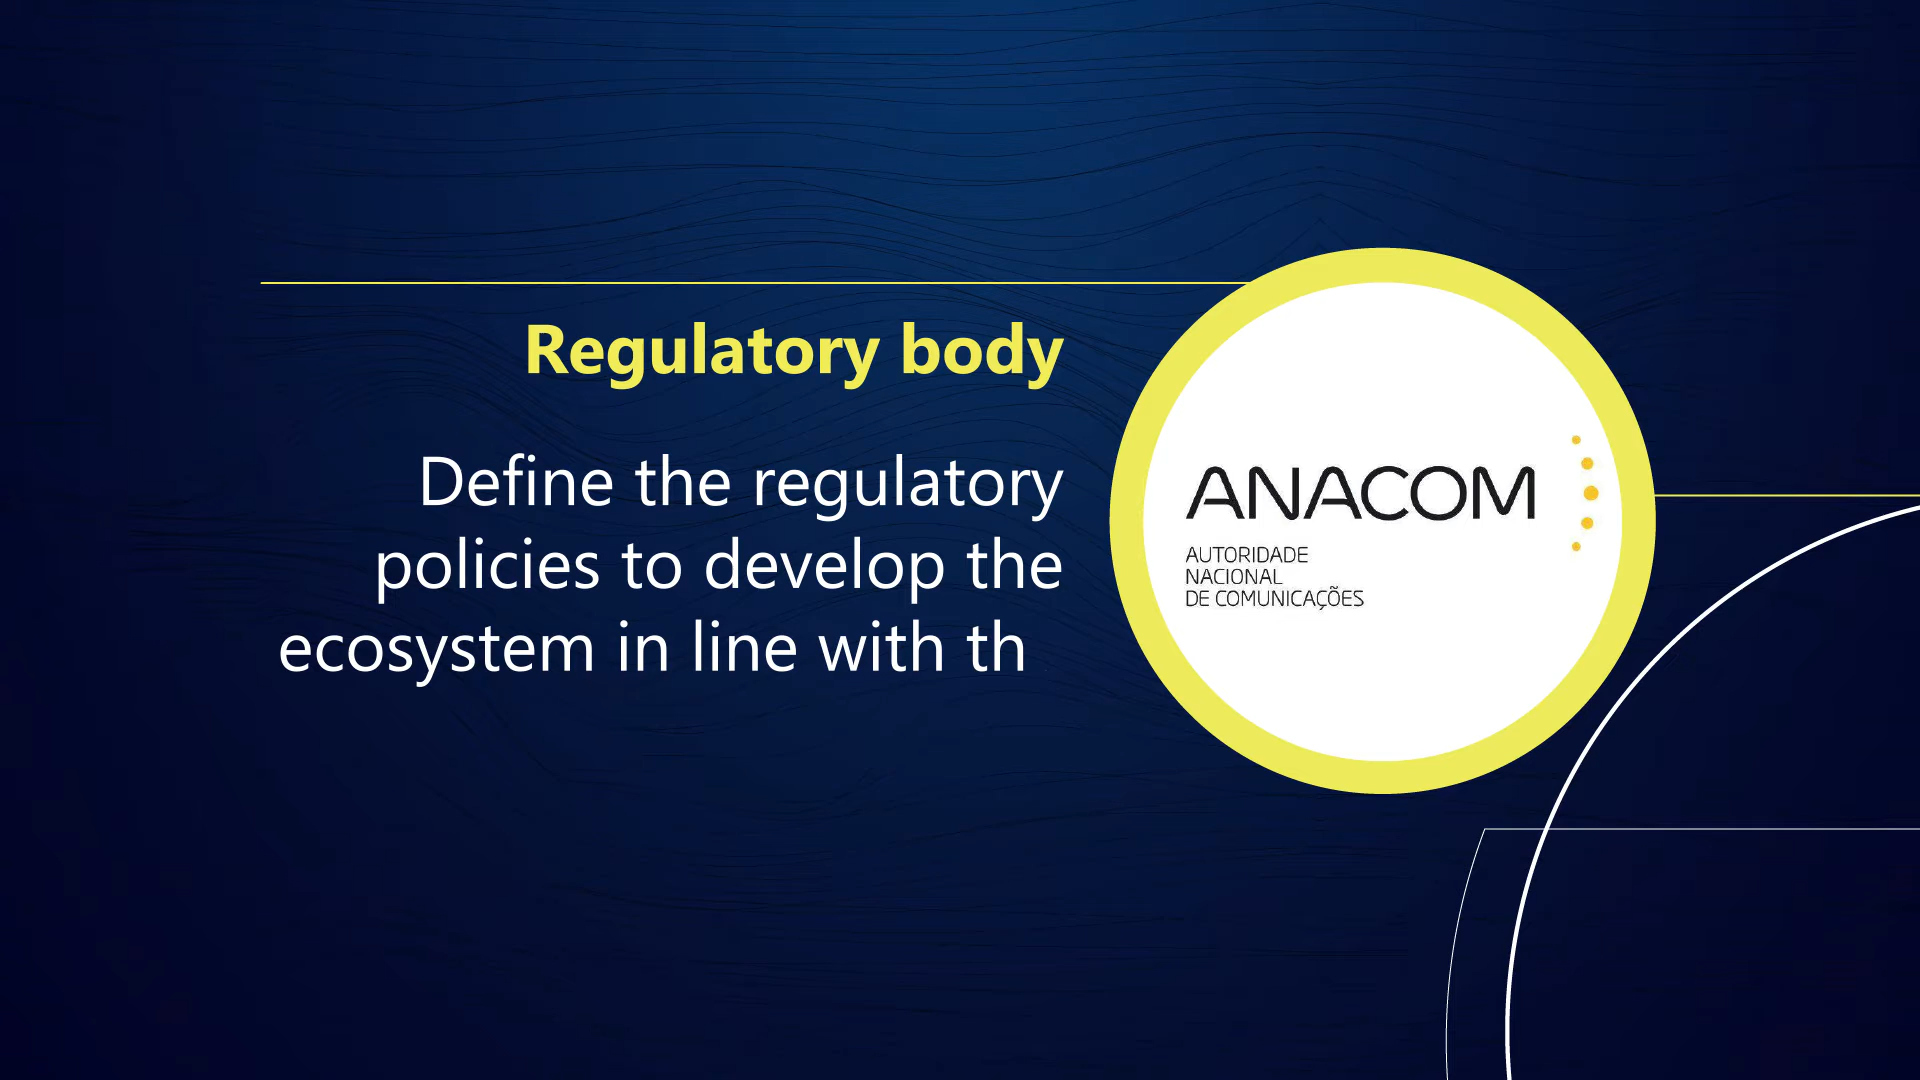 Regulatory body
Define the regulatory
policies to develop the
ecosystem in line with th
ANACOM
AUTORIDADE
NACIONAL
DE COMUNICAÇÕES